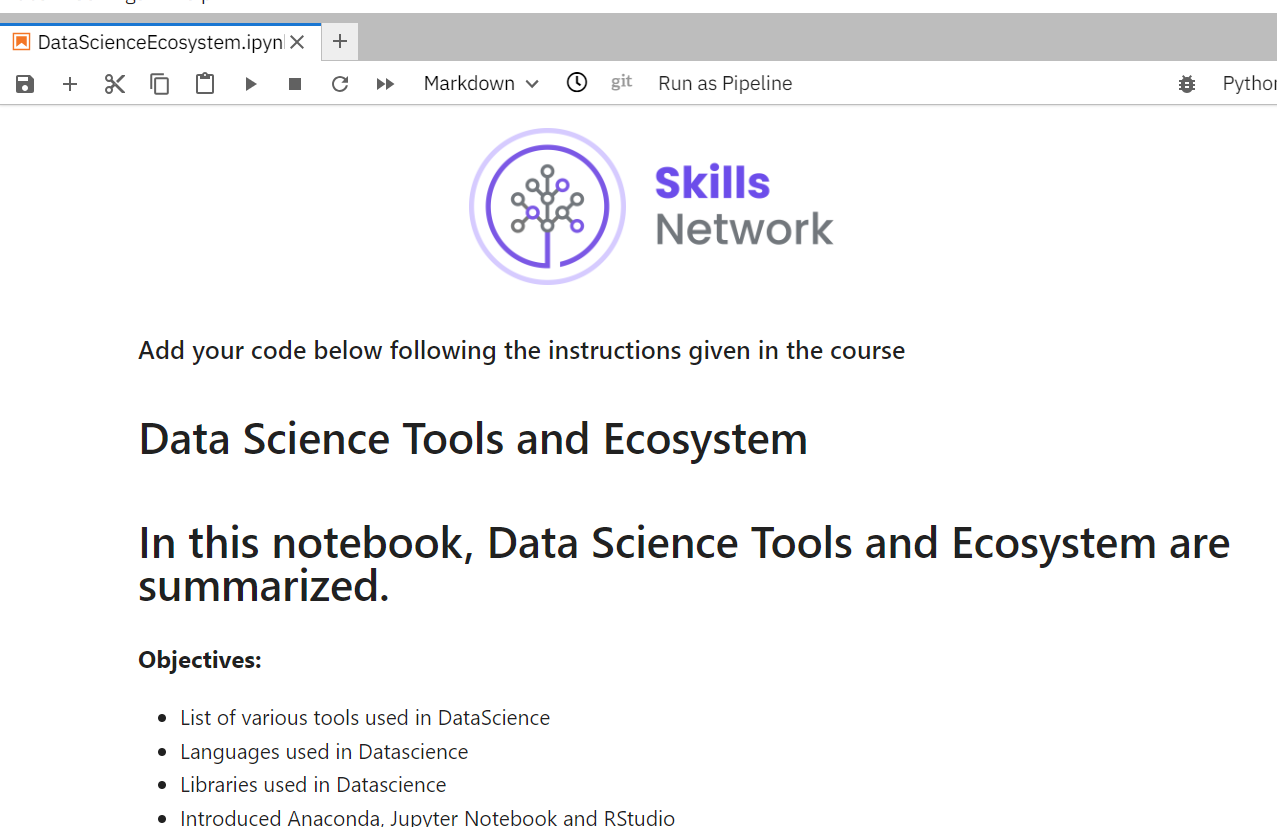 DataScienceEcosystem.ipyn
Markdown
git
Run as Pipeline
Python
Skills
Network
Add your code below following the instructions given in the course
Data Science Tools and Ecosystem
In this notebook, Data Science Tools and Ecosystem are
summarized.
Objectives:
List of various tools used in DataScience
Languages used in Datascience
Libraries used in Datascience
Introduced Anaconda, Jupyter Notebook and RStudio